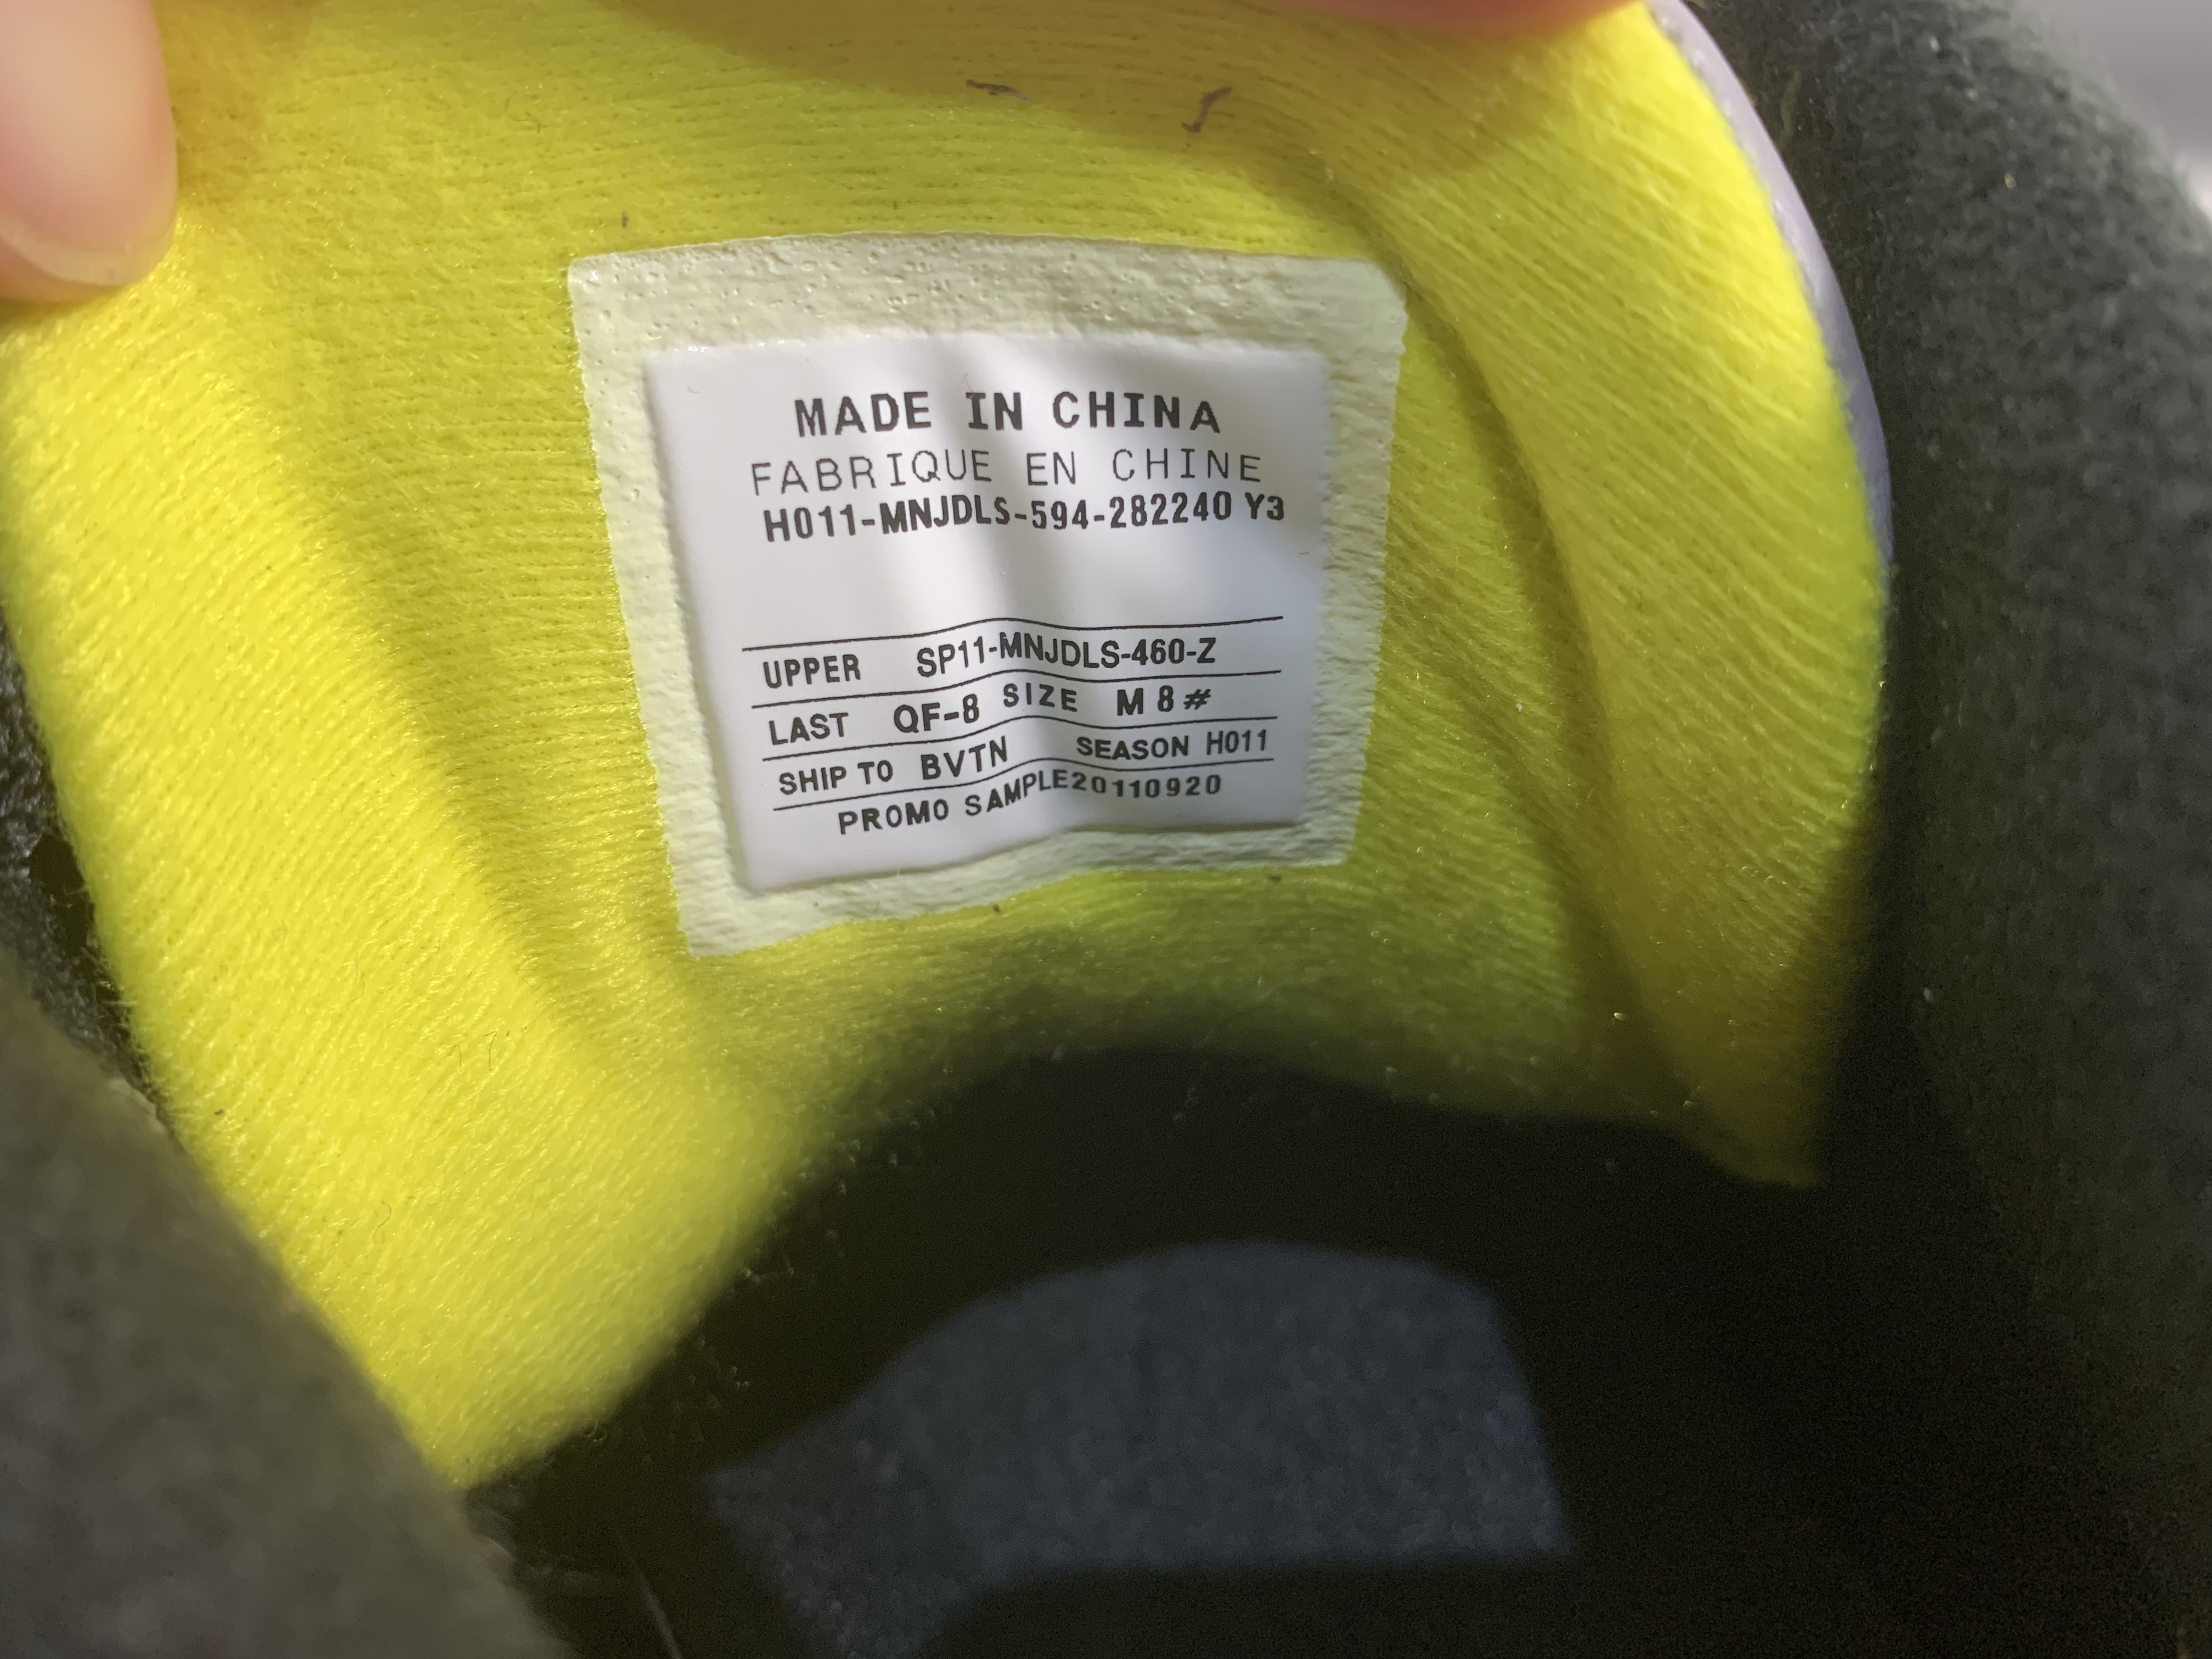 MADE IN CHINA
FABRIQUE EN CHINE
H011-MNJDLS-594-282240 Y3
UPPER SP11-MNJDLS-460-Z
LAST QF-8 SIZE M 8#
SHIP TO BVTN SEASON H011
PROMO SAMPLE20110920